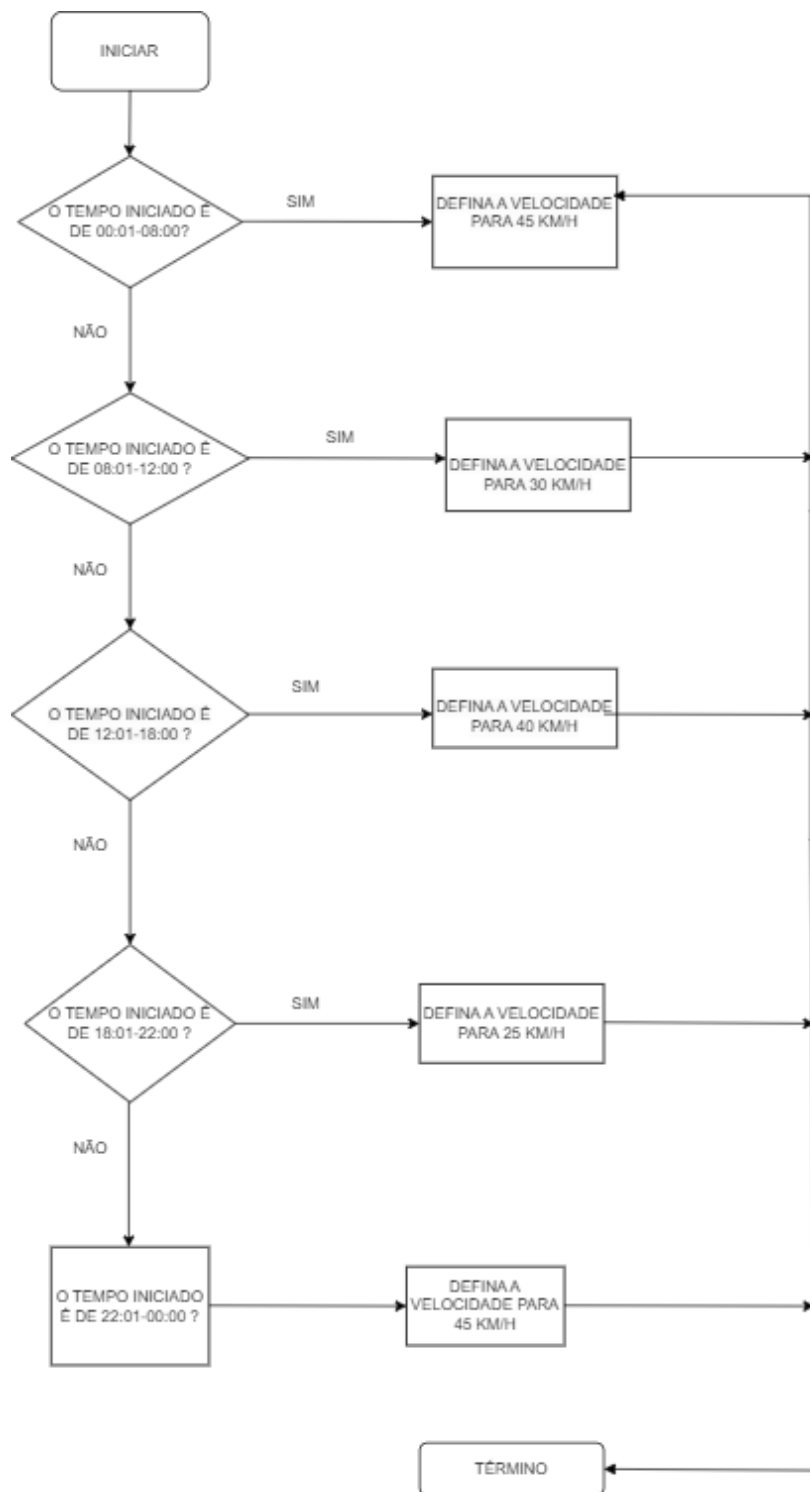 INICIAR
O TEMPO INICIADO É
DE 00:01-08:00?
SIM
DEFINA A VELOCIDADE
PARA 45 KM/H
NÃO
O TEMPO INICIADO É
DE 08:01-12:00 ?
SIM
DEFINA A VELOCIDADE
PARA 30 KM/H
NÃO
O TEMPO INICIADO É
DE 12:01-18:00 ?
SIM
DEFINA A VELOCIDADE
PARA 40 KM/H
NÃO
O TEMPO INICIADO É
DE 18:01-22:00 ?
SIM
DEFINA A VELOCIDADE
PARA 25 KM/H
NÃO
O TEMPO INICIADO
É DE 22:01-00:00 ?
DEFINA A
VELOCIDADE PARA
45 KM/H
TÉRMINO